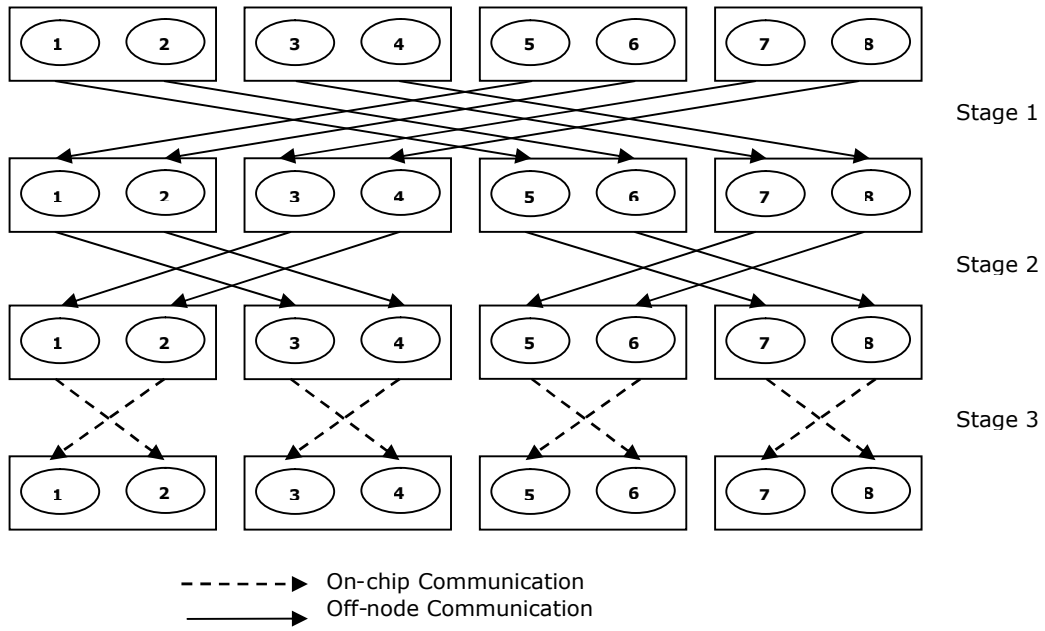 1 2 3 4 5 6 7 8
Stage 1
1 2 3 4 5 6 7 8
Stage 2
1 2 3 4 5 6 7 8
Stage 3
1 2 3 4 5 6 7 8
On-chip Communication
Off-node Communication